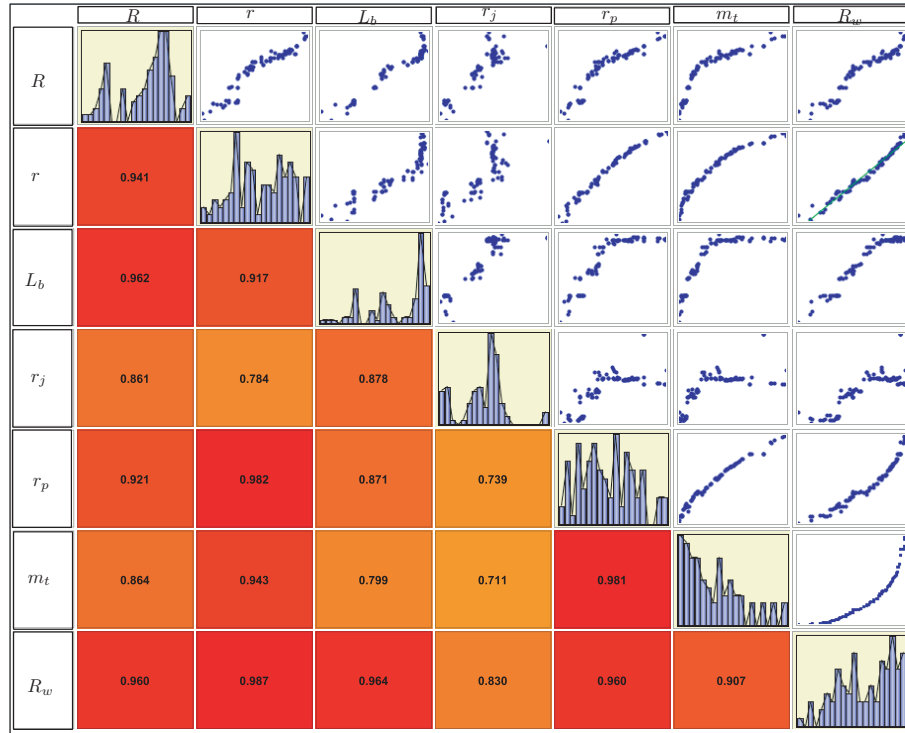 R r L_b r_j r_p m_t R_w
R
r 0.941
L_b 0.962 0.917
r_j 0.861 0.784 0.878
r_p 0.921 0.982 0.871 0.739
m_t 0.864 0.943 0.799 0.711 0.981
R_w 0.960 0.987 0.964 0.830 0.960 0.907